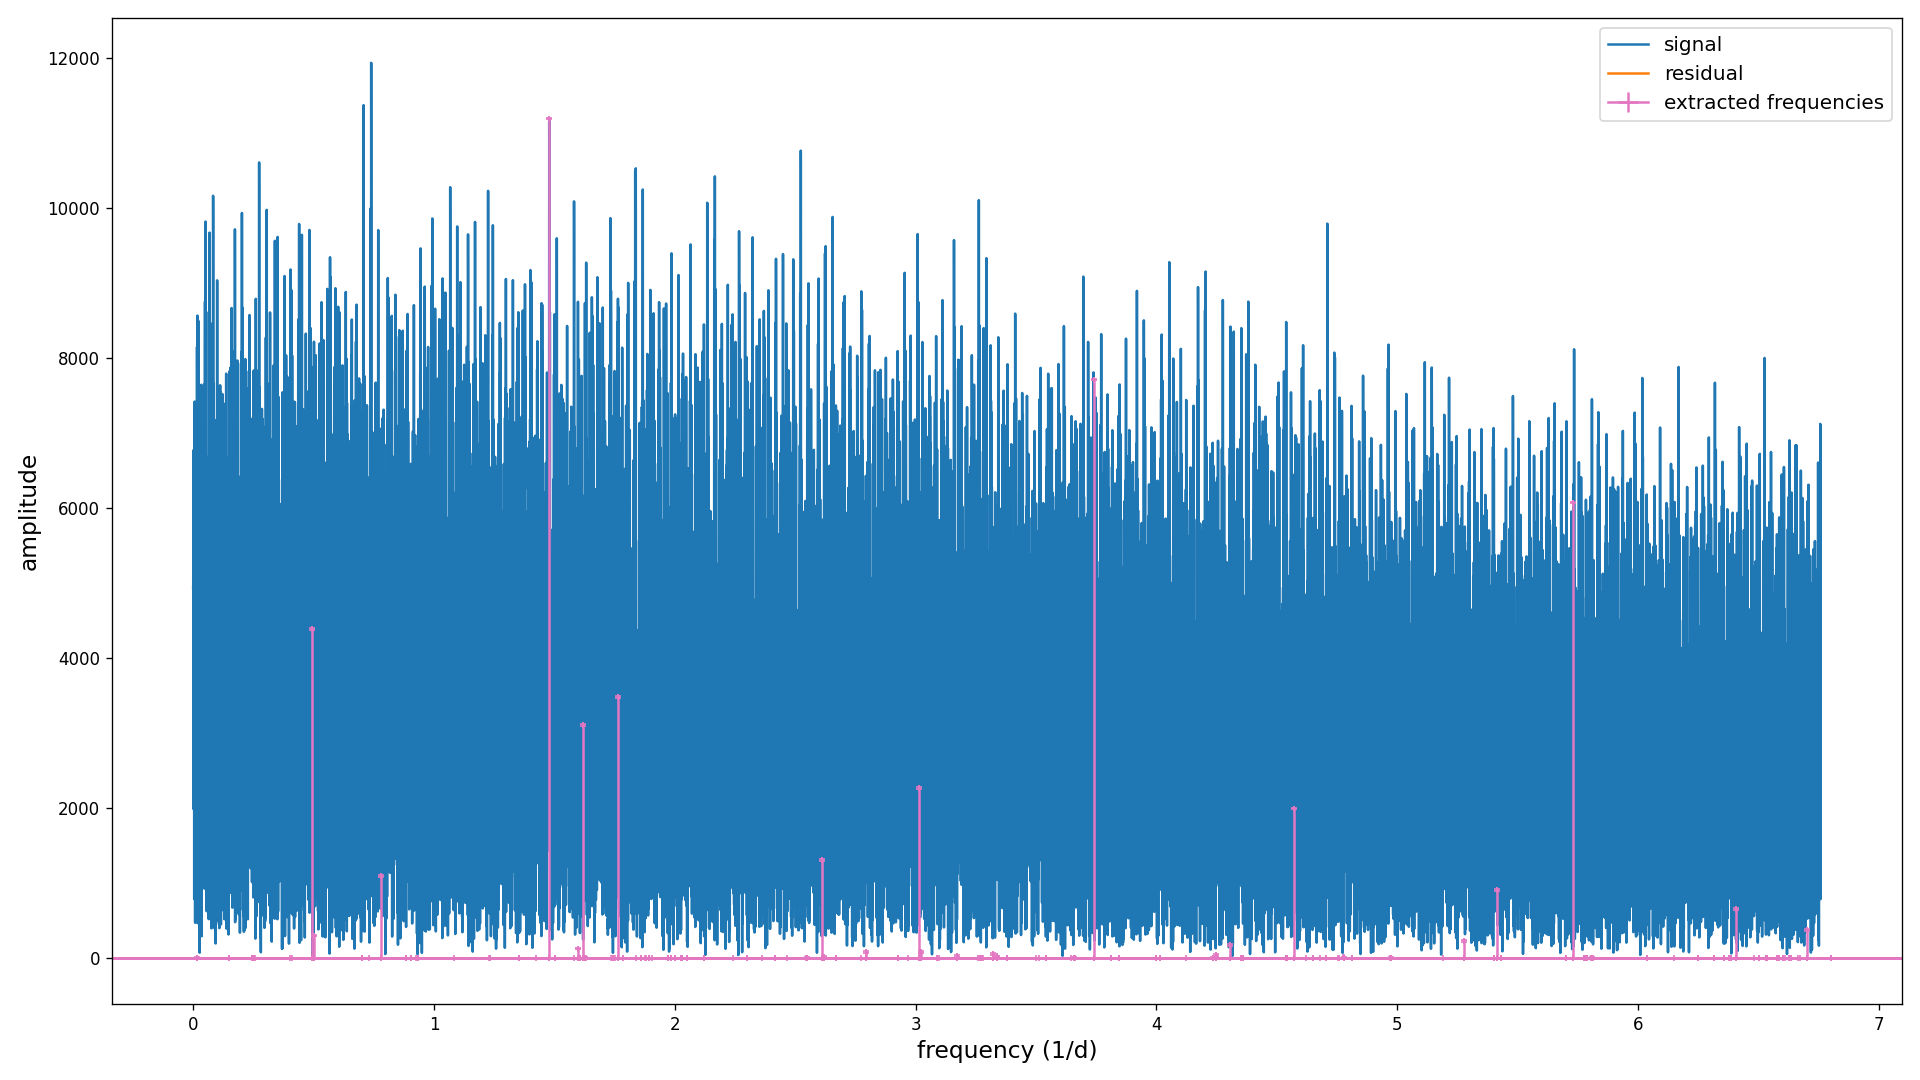 signal
residual
extracted frequencies
12000
10000
8000
6000
4000
2000
0
amplitude
0 1 2 3 4 5 6 7
frequency (1/d)